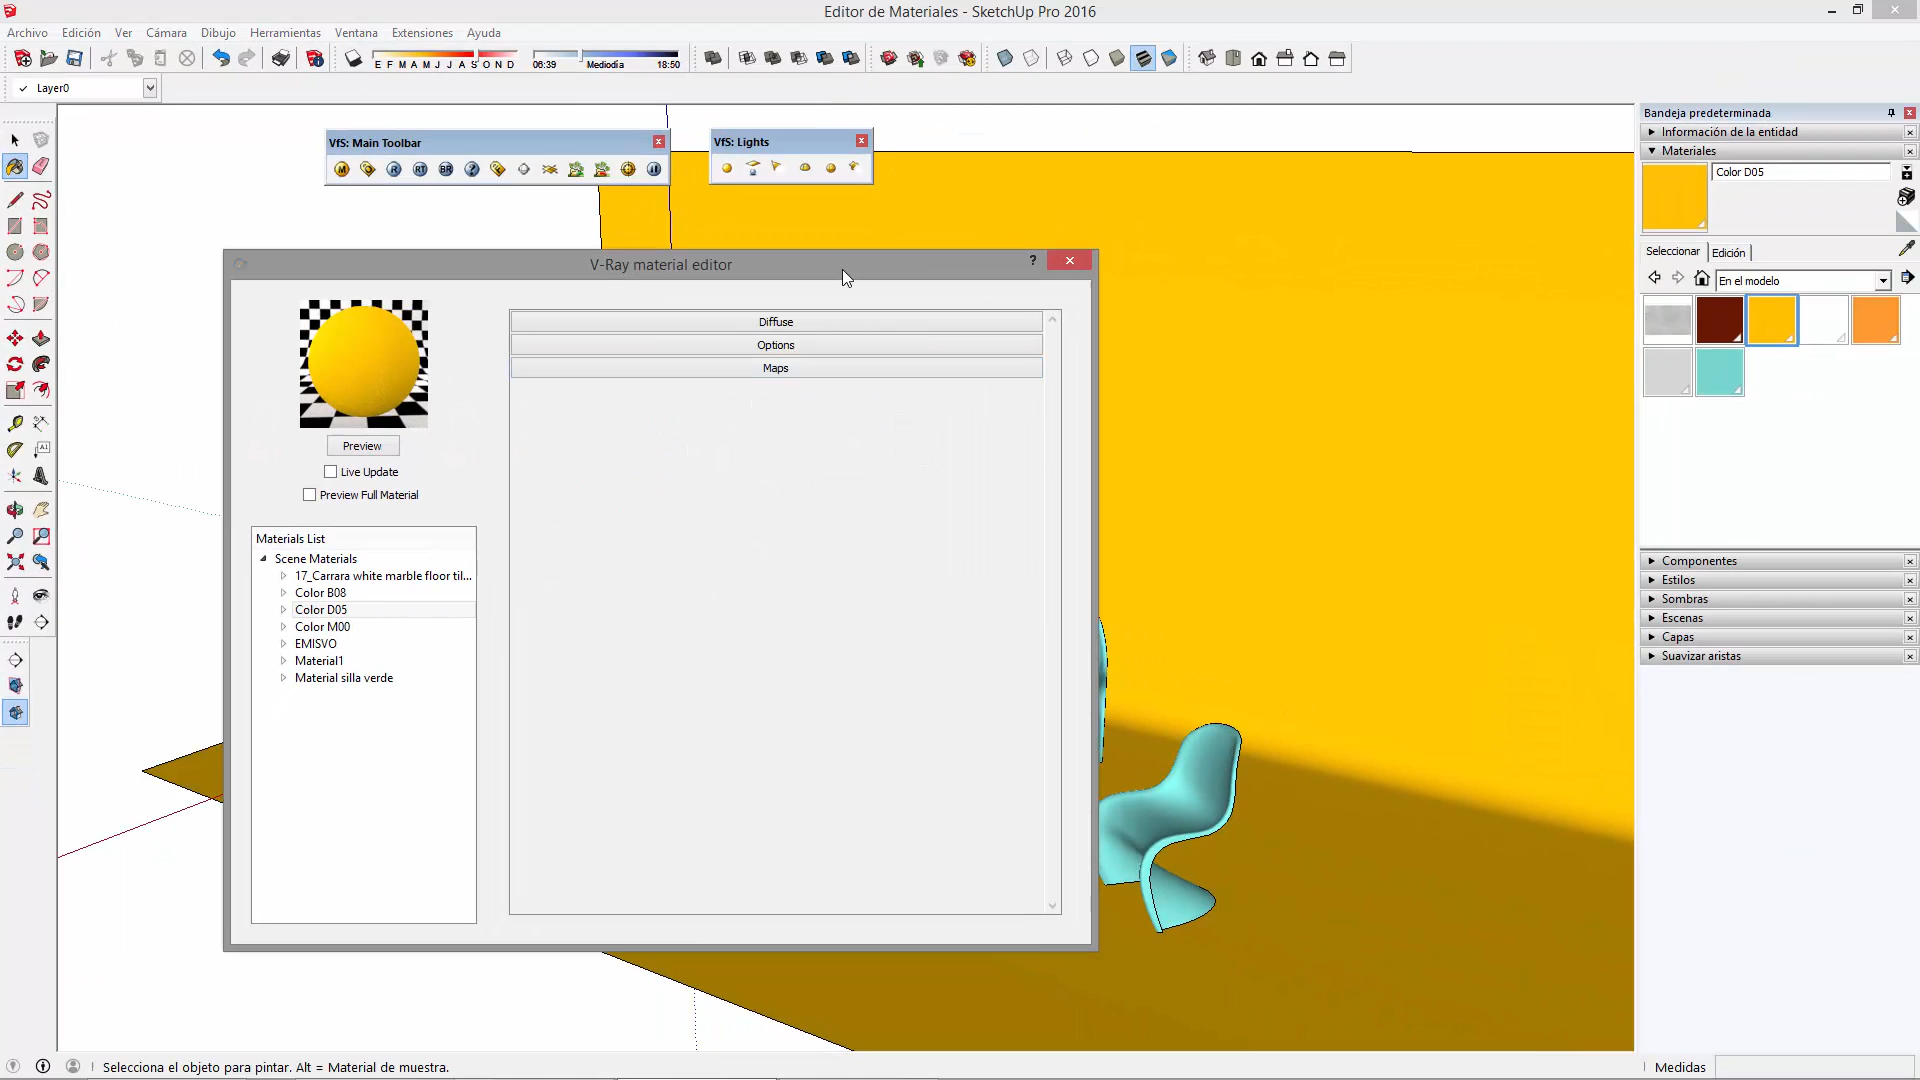 Editor de Materiales - SketchUp Pro 2016
Archivo Edición Ver Cámara Dibujo Herramientas Ventana Extensiones Ayuda
E F M A M J J A S O N D 06:39 Mediodía 18:50
Layer0
VfS: Main Toolbar
VfS: Lights
M R RT BR
V-Ray material editor
Diffuse
Options
Maps
Preview
Live Update
Preview Full Material
Materials List
Scene Materials
17_Carrara white marble floor til...
Color B08
Color D05
Color M00
EMISVO
Material1
Material silla verde
Bandeja predeterminada
Información de la entidad
Materiales
Color D05
Seleccionar Edición
En el modelo
Componentes
Estilos
Sombras
Escenas
Capas
Suavizar aristas
Selecciona el objeto para pintar. Alt = Material de muestra.
Medidas